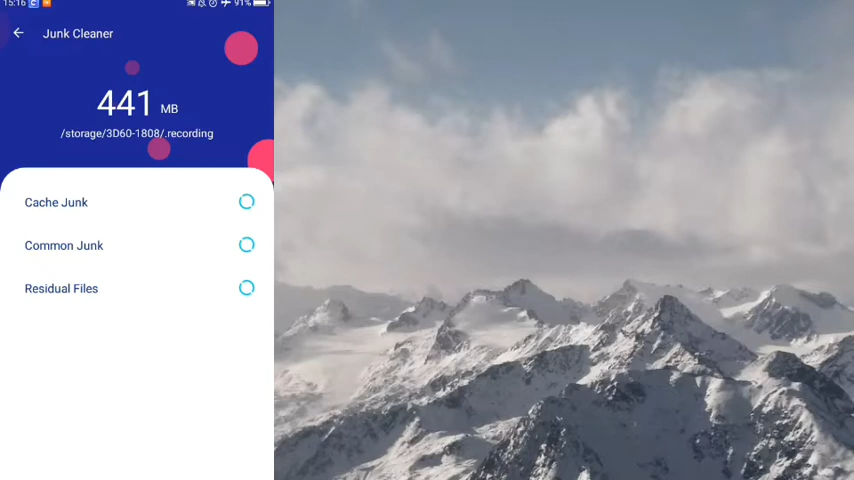 15:16
91%
Junk Cleaner
441 MB
/storage/3D60-1808/.recording
Cache Junk
Common Junk
Residual Files